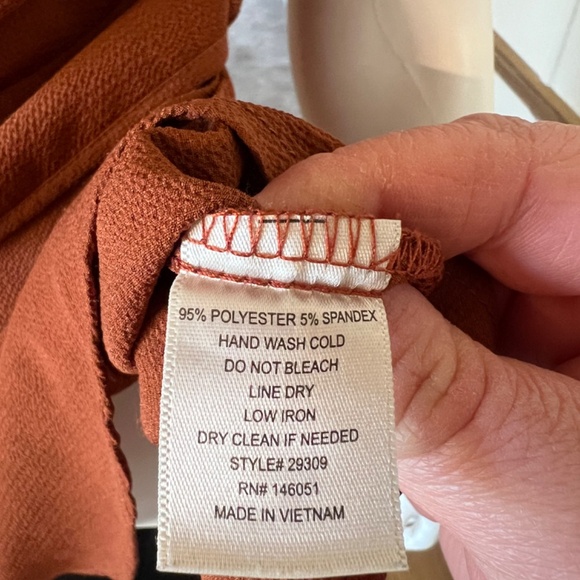 95% POLYESTER 5% SPANDEX
HAND WASH COLD
DO NOT BLEACH
LINE DRY
LOW IRON
DRY CLEAN IF NEEDED
STYLE# 29309
RN# 146051
MADE IN VIETNAM